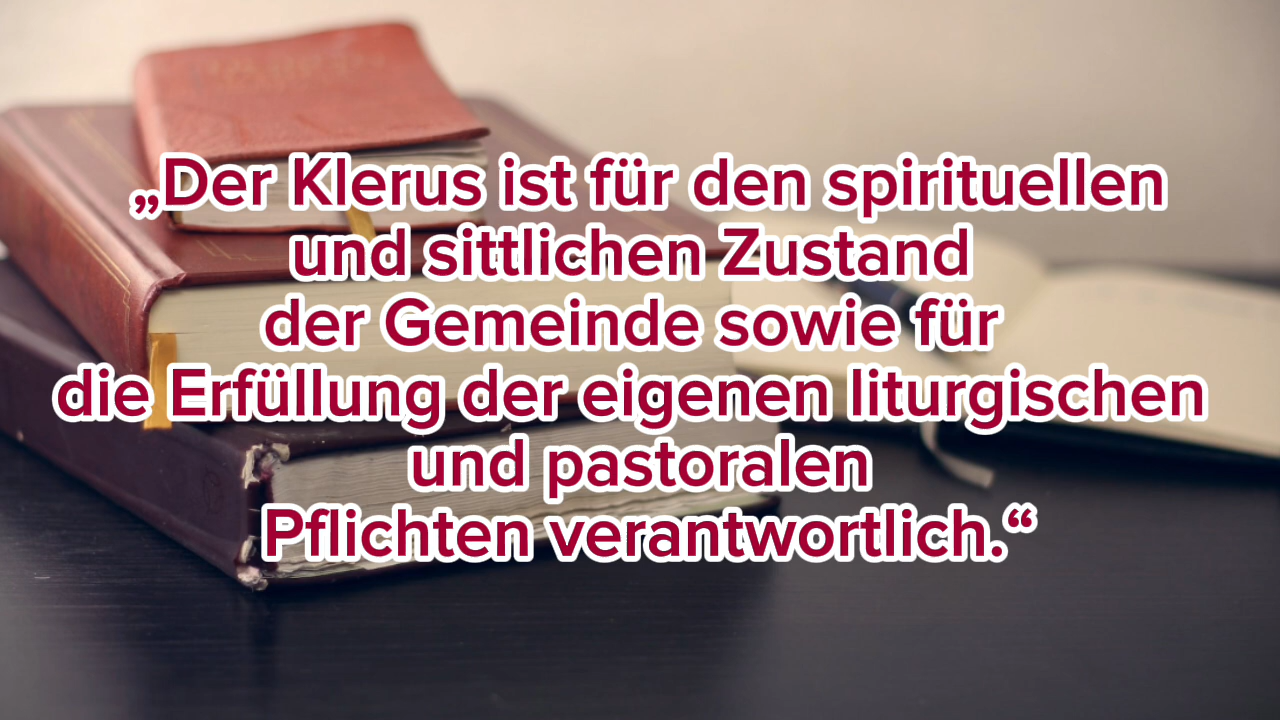 „Der Klerus ist für den spirituellen
und sittlichen Zustand
der Gemeinde sowie für
die Erfüllung der eigenen liturgischen
und pastoralen
Pflichten verantwortlich.“